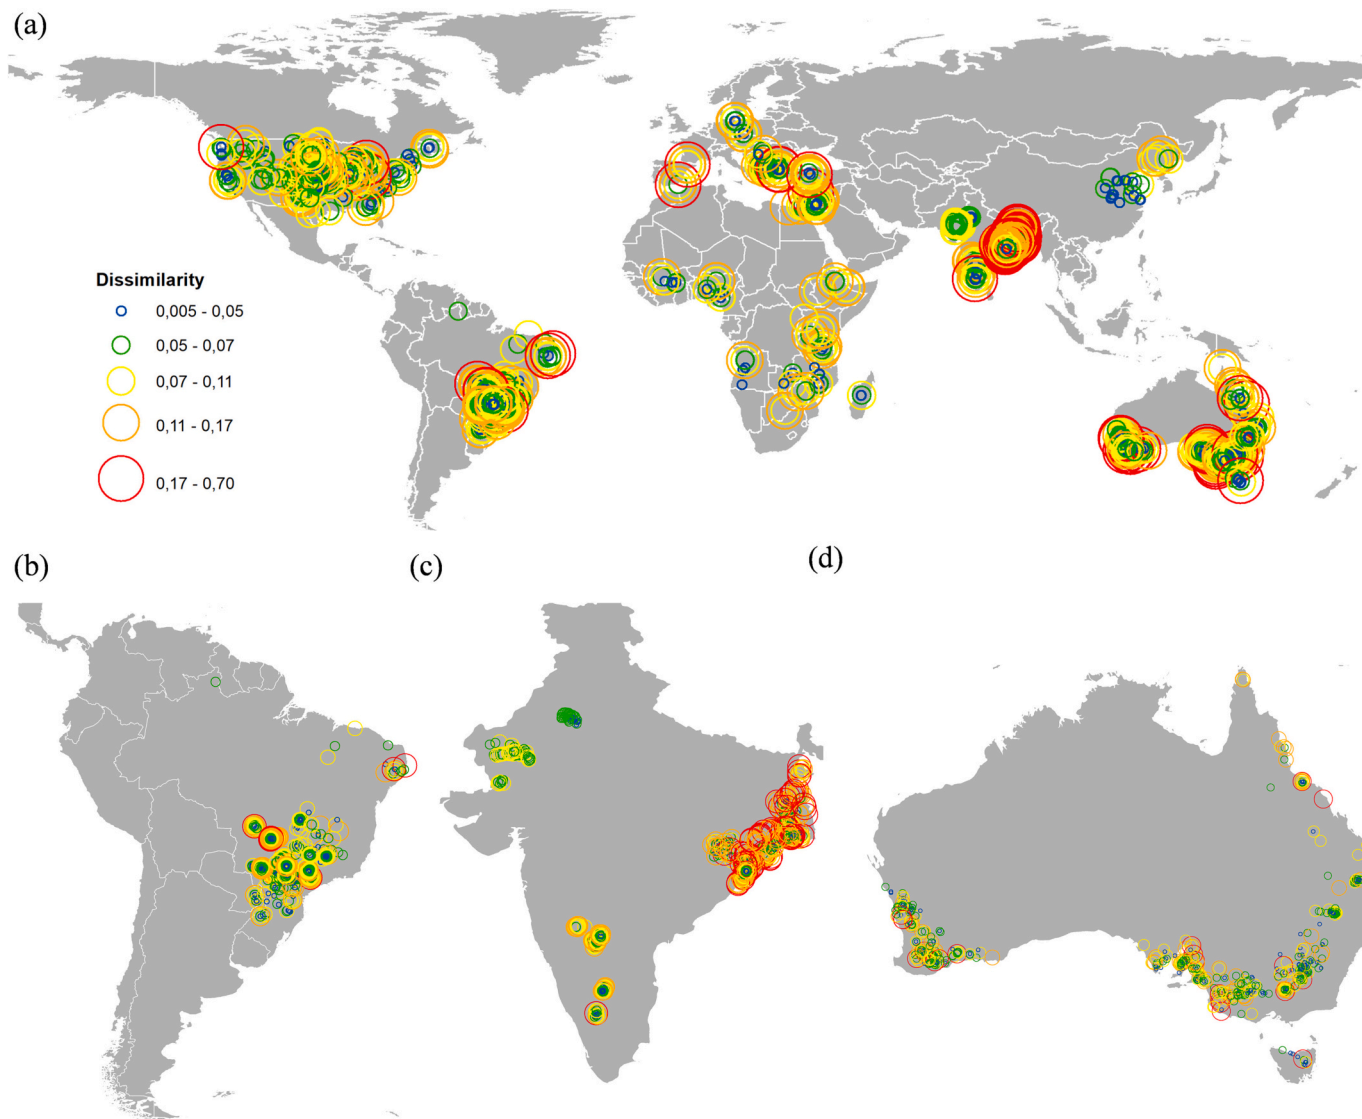 (a)
Dissimilarity
0,005 - 0,05
0,05 - 0,07
0,07 - 0,11
0,11 - 0,17
0,17 - 0,70
(b)
(c)
(d)